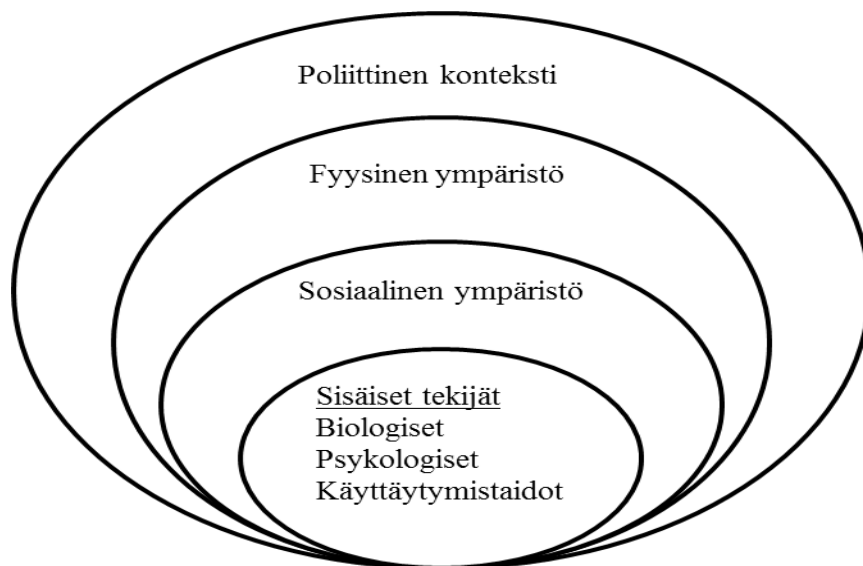 Poliittinen konteksti
Fyysinen ympäristö
Sosiaalinen ympäristö
Sisäiset tekijät
Biologiset
Psykologiset
Käyttäytymistaidot